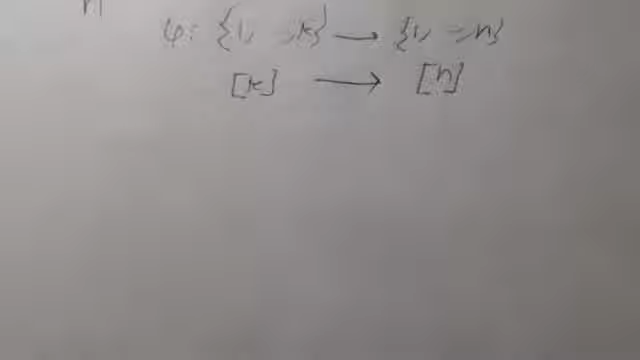 φ: {1, -, k} → {1, -, n}
[k] → [n]